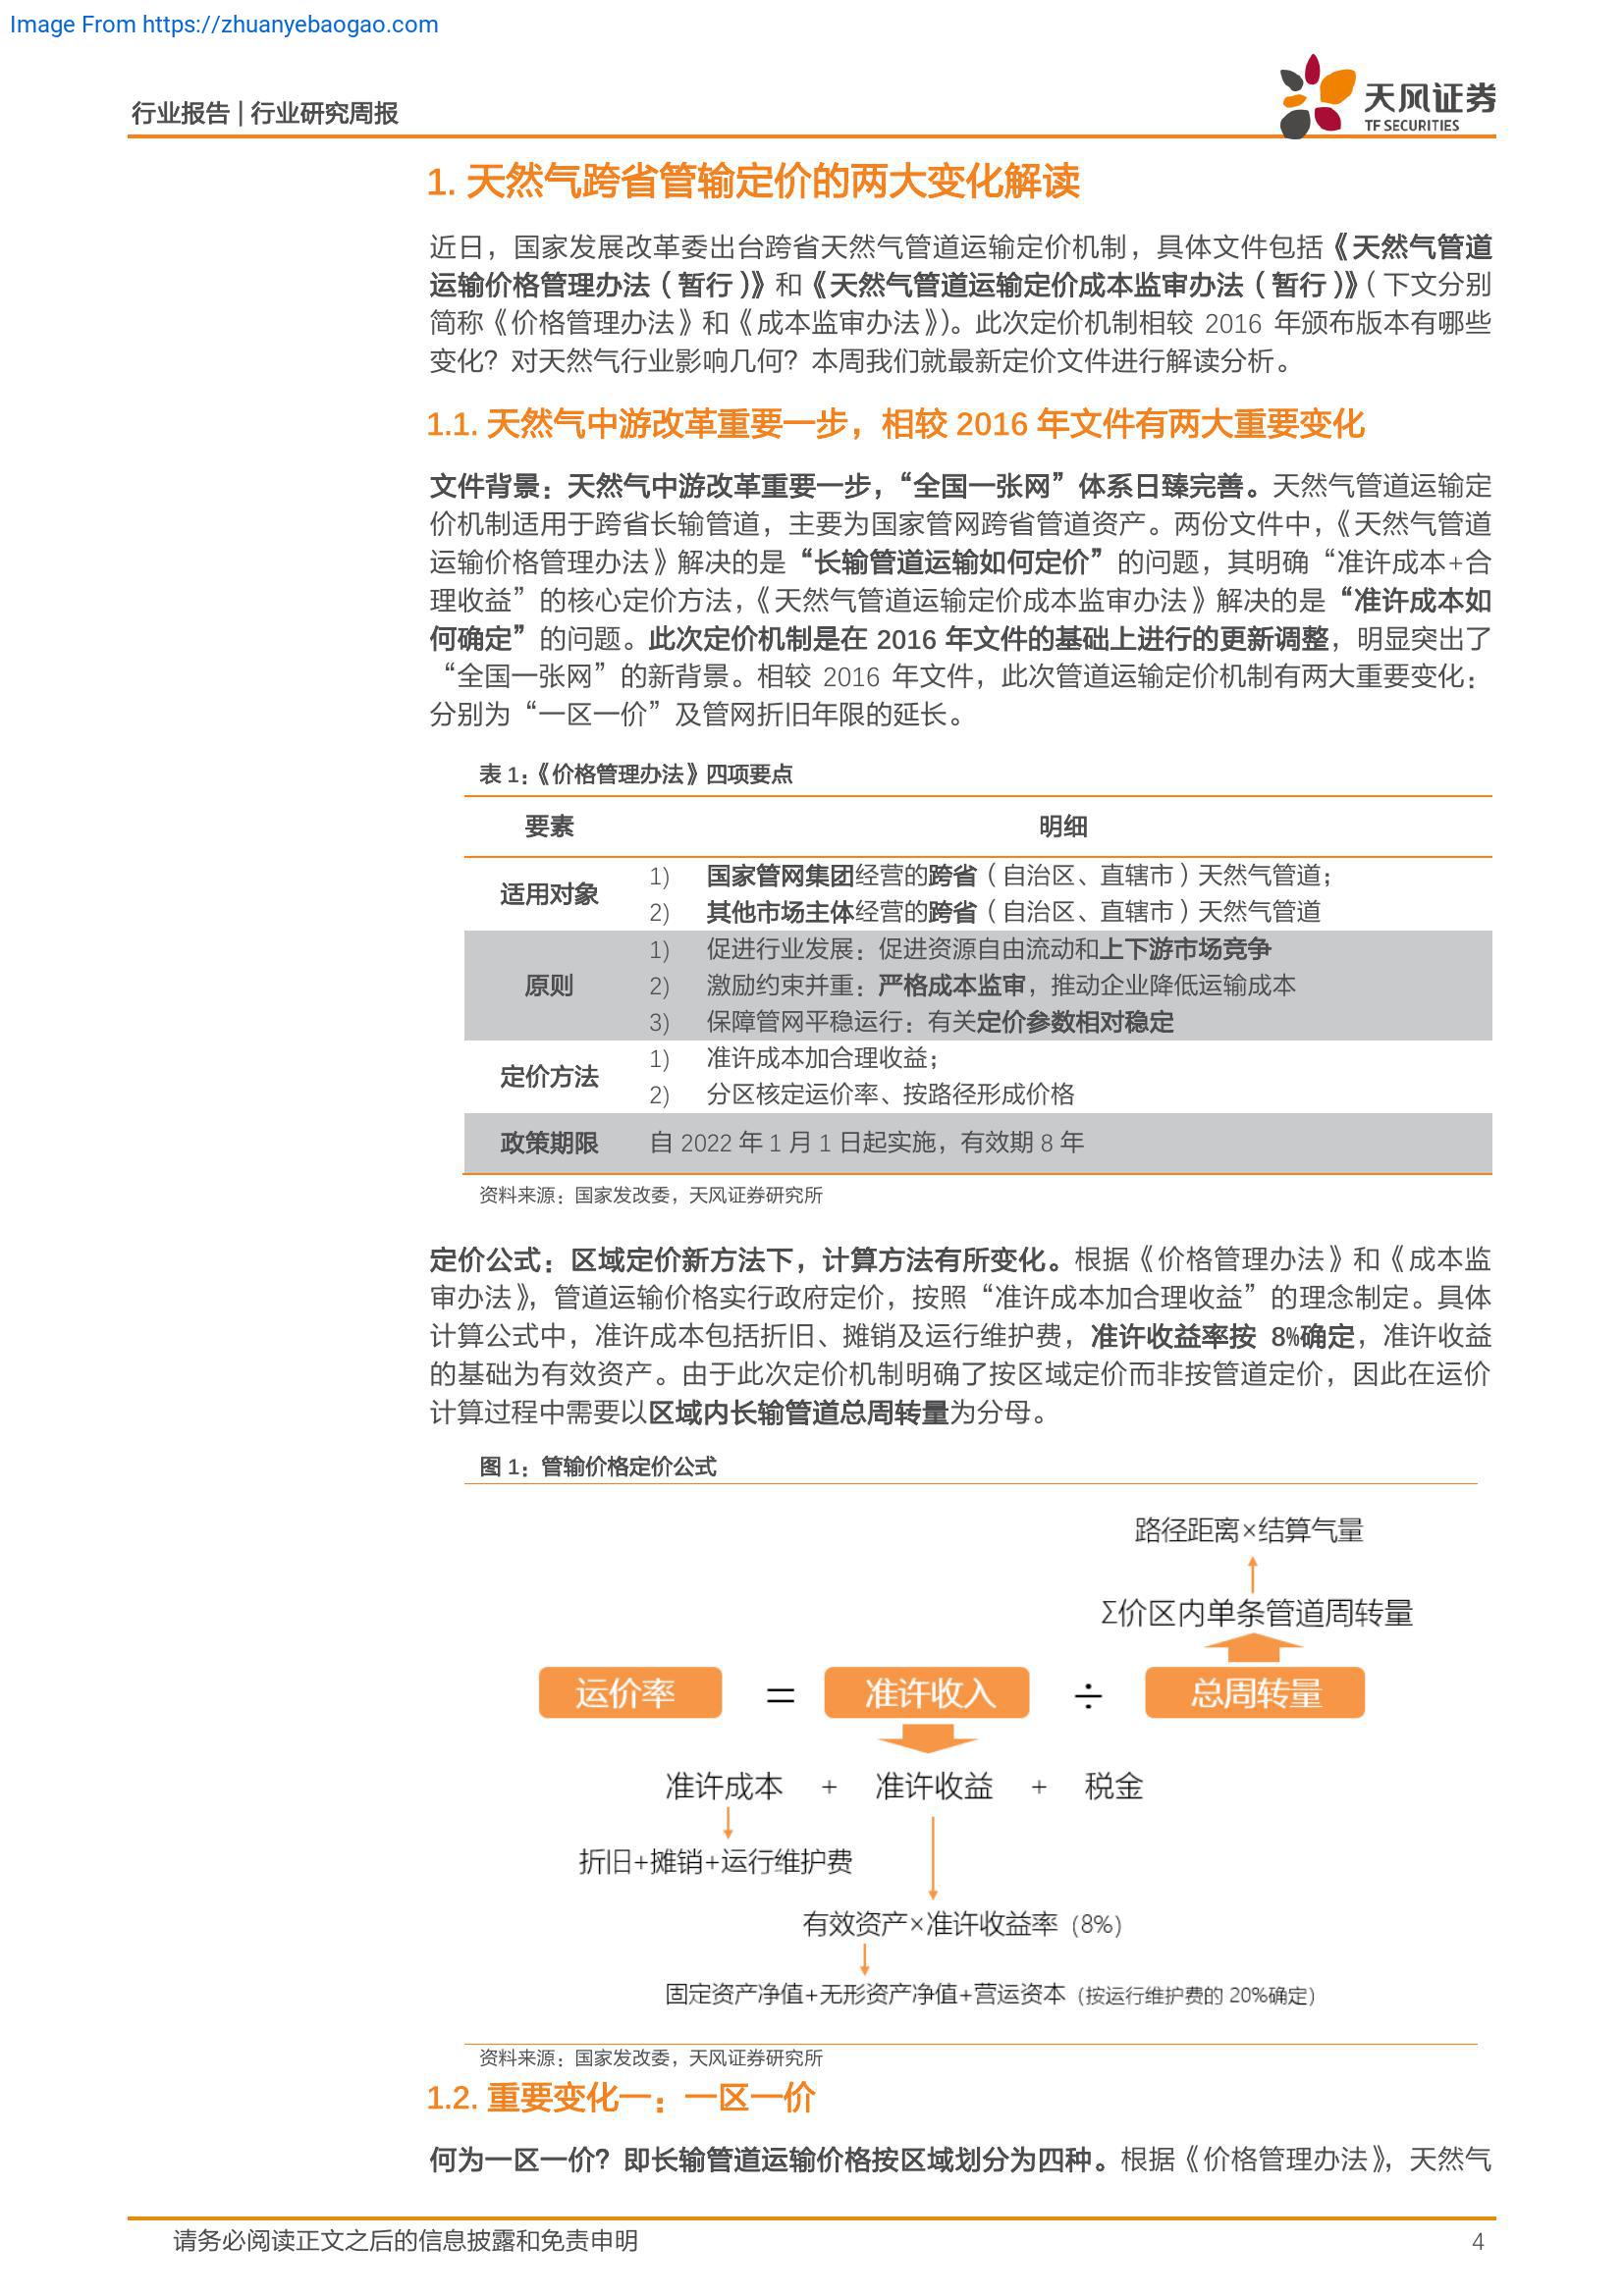 Image From https://zhuanyebaogao.com
行业报告 | 行业研究周报
天风证券
TF SECURITIES
1. 天然气跨省管输定价的两大变化解读
近日，国家发展改革委出台跨省天然气管道运输定价机制，具体文件包括《天然气管道
运输价格管理办法（暂行）》和《天然气管道运输定价成本监审办法（暂行）》（下文分别
简称《价格管理办法》和《成本监审办法》）。此次定价机制相较 2016 年颁布版本有哪些
变化？对天然气行业影响几何？本周我们就最新定价文件进行解读分析。
1.1. 天然气中游改革重要一步，相较 2016 年文件有两大重要变化
文件背景：天然气中游改革重要一步，“全国一张网”体系日臻完善。天然气管道运输定
价机制适用于跨省长输管道，主要为国家管网跨省管道资产。两份文件中，《天然气管道
运输价格管理办法》解决的是“长输管道运输如何定价”的问题，其明确“准许成本+合
理收益”的核心定价方法，《天然气管道运输定价成本监审办法》解决的是“准许成本如
何确定”的问题。此次定价机制是在 2016 年文件的基础上进行的更新调整，明显突出了
“全国一张网”的新背景。相较 2016 年文件，此次管道运输定价机制有两大重要变化：
分别为“一区一价”及管网折旧年限的延长。
表 1：《价格管理办法》四项要点
要素 明细
适用对象 1) 国家管网集团经营的跨省（自治区、直辖市）天然气管道；
2) 其他市场主体经营的跨省（自治区、直辖市）天然气管道
原则 1) 促进行业发展：促进资源自由流动和上下游市场竞争
2) 激励约束并重：严格成本监审，推动企业降低运输成本
3) 保障管网平稳运行：有关定价参数相对稳定
定价方法 1) 准许成本加合理收益；
2) 分区核定运价率、按路径形成价格
政策期限 自 2022 年 1 月 1 日起实施，有效期 8 年
资料来源：国家发改委，天风证券研究所
定价公式：区域定价新方法下，计算方法有所变化。根据《价格管理办法》和《成本监
审办法》，管道运输价格实行政府定价，按照“准许成本加合理收益”的理念制定。具体
计算公式中，准许成本包括折旧、摊销及运行维护费，准许收益率按 8%确定，准许收益
的基础为有效资产。由于此次定价机制明确了按区域定价而非按管道定价，因此在运价
计算过程中需要以区域内长输管道总周转量为分母。
图 1：管输价格定价公式
路径距离×结算气量
Σ价区内单条管道周转量
运价率 = 准许收入 ÷ 总周转量
准许成本 + 准许收益 + 税金
折旧+摊销+运行维护费
有效资产×准许收益率（8%）
固定资产净值+无形资产净值+营运资本（按运行维护费的 20%确定）
资料来源：国家发改委，天风证券研究所
1.2. 重要变化一：一区一价
何为一区一价？即长输管道运输价格按区域划分为四种。根据《价格管理办法》，天然气
请务必阅读正文之后的信息披露和免责申明 4